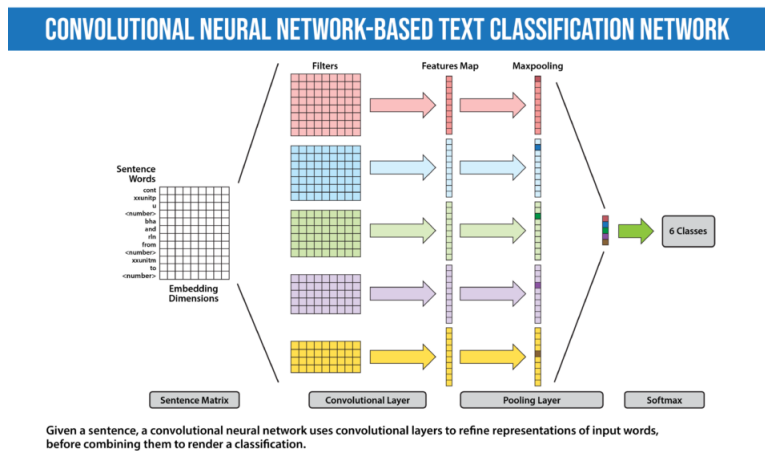 CONVOLUTIONAL NEURAL NETWORK-BASED TEXT CLASSIFICATION NETWORK
Filters
Features Map
Maxpooling
Sentence
Words
cont
xxunitp
u
<number>
bha
and
rln
from
<number>
xxunitm
to
<number>
Embedding
Dimensions
6 Classes
Sentence Matrix
Convolutional Layer
Pooling Layer
Softmax
Given a sentence, a convolutional neural network uses convolutional layers to refine representations of input words,
before combining them to render a classification.